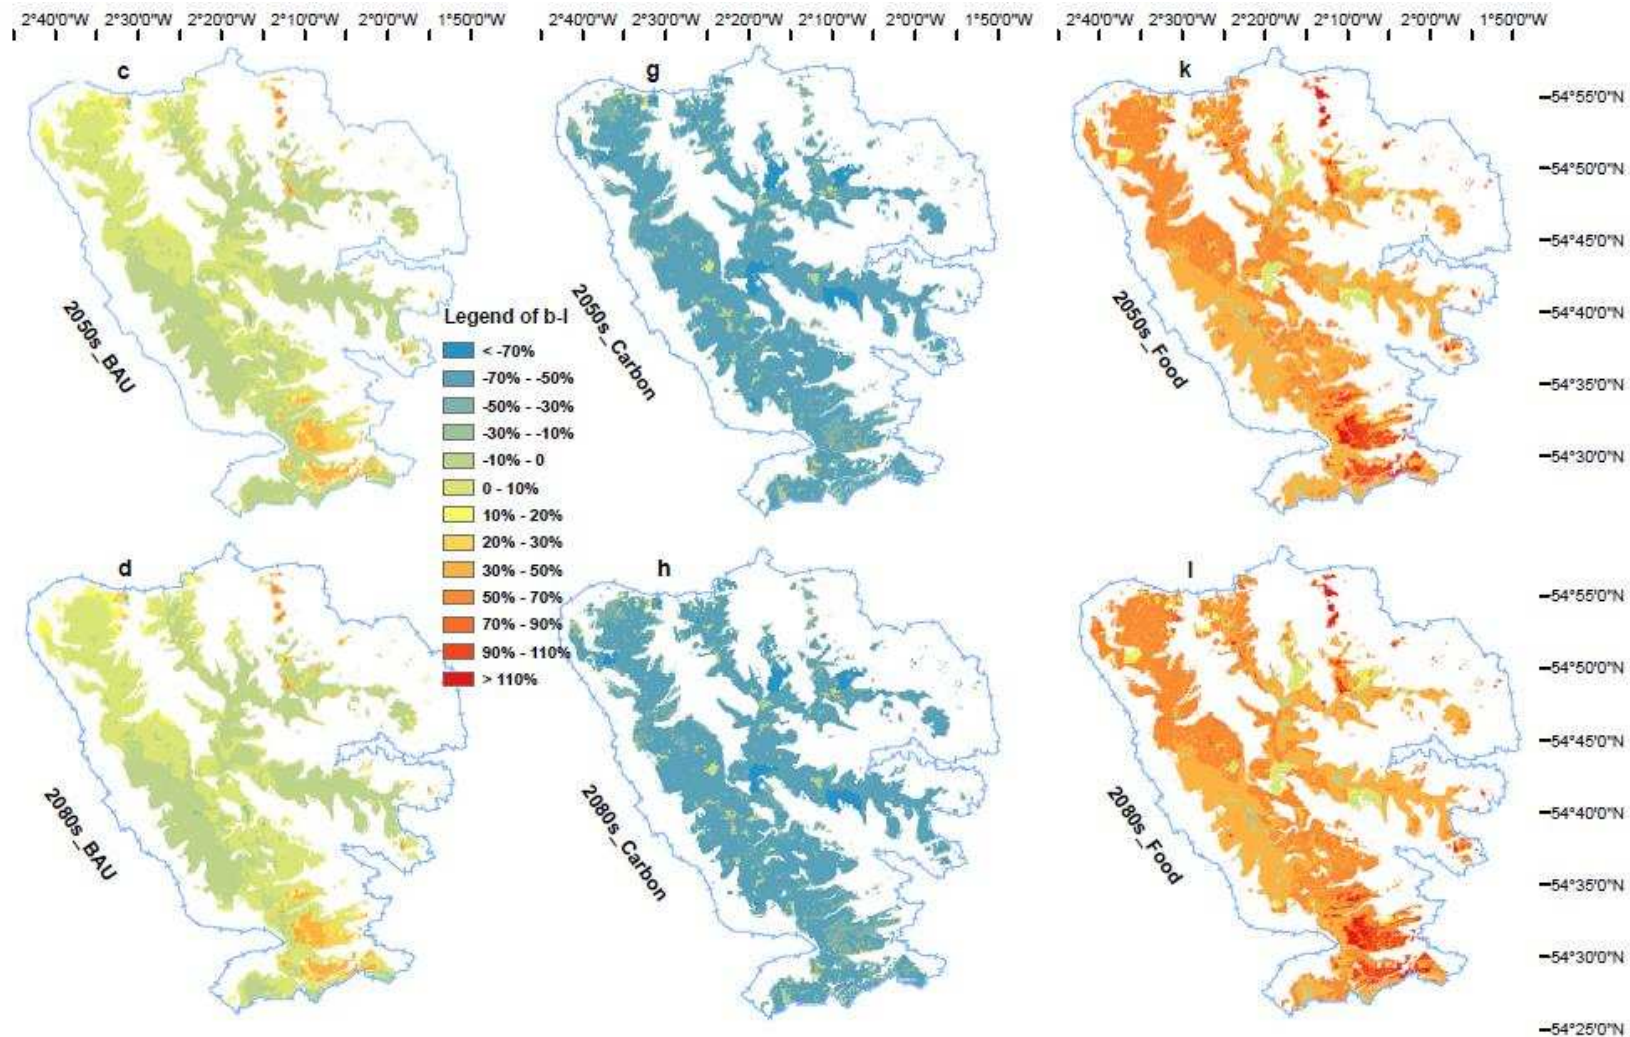 2°40'0"W 2°30'0"W 2°20'0"W 2°10'0"W 2°0'0"W 1°50'0"W 2°40'0"W 2°30'0"W 2°20'0"W 2°10'0"W 2°0'0"W 1°50'0"W 2°40'0"W 2°30'0"W 2°20'0"W 2°10'0"W 2°0'0"W 1°50'0"W
c g k
54°55'0"N
54°50'0"N
54°45'0"N
54°40'0"N
54°35'0"N
54°30'0"N
2050s_BAU
2050s_Carbon
2050s_Food
Legend of b-l
< -70%
-70% - -50%
-50% - -30%
-30% - -10%
-10% - 0
0 - 10%
10% - 20%
20% - 30%
30% - 50%
50% - 70%
70% - 90%
90% - 110%
> 110%
d h l
54°55'0"N
54°50'0"N
54°45'0"N
54°40'0"N
54°35'0"N
54°30'0"N
54°25'0"N
2080s_BAU
2080s_Carbon
2080s_Food